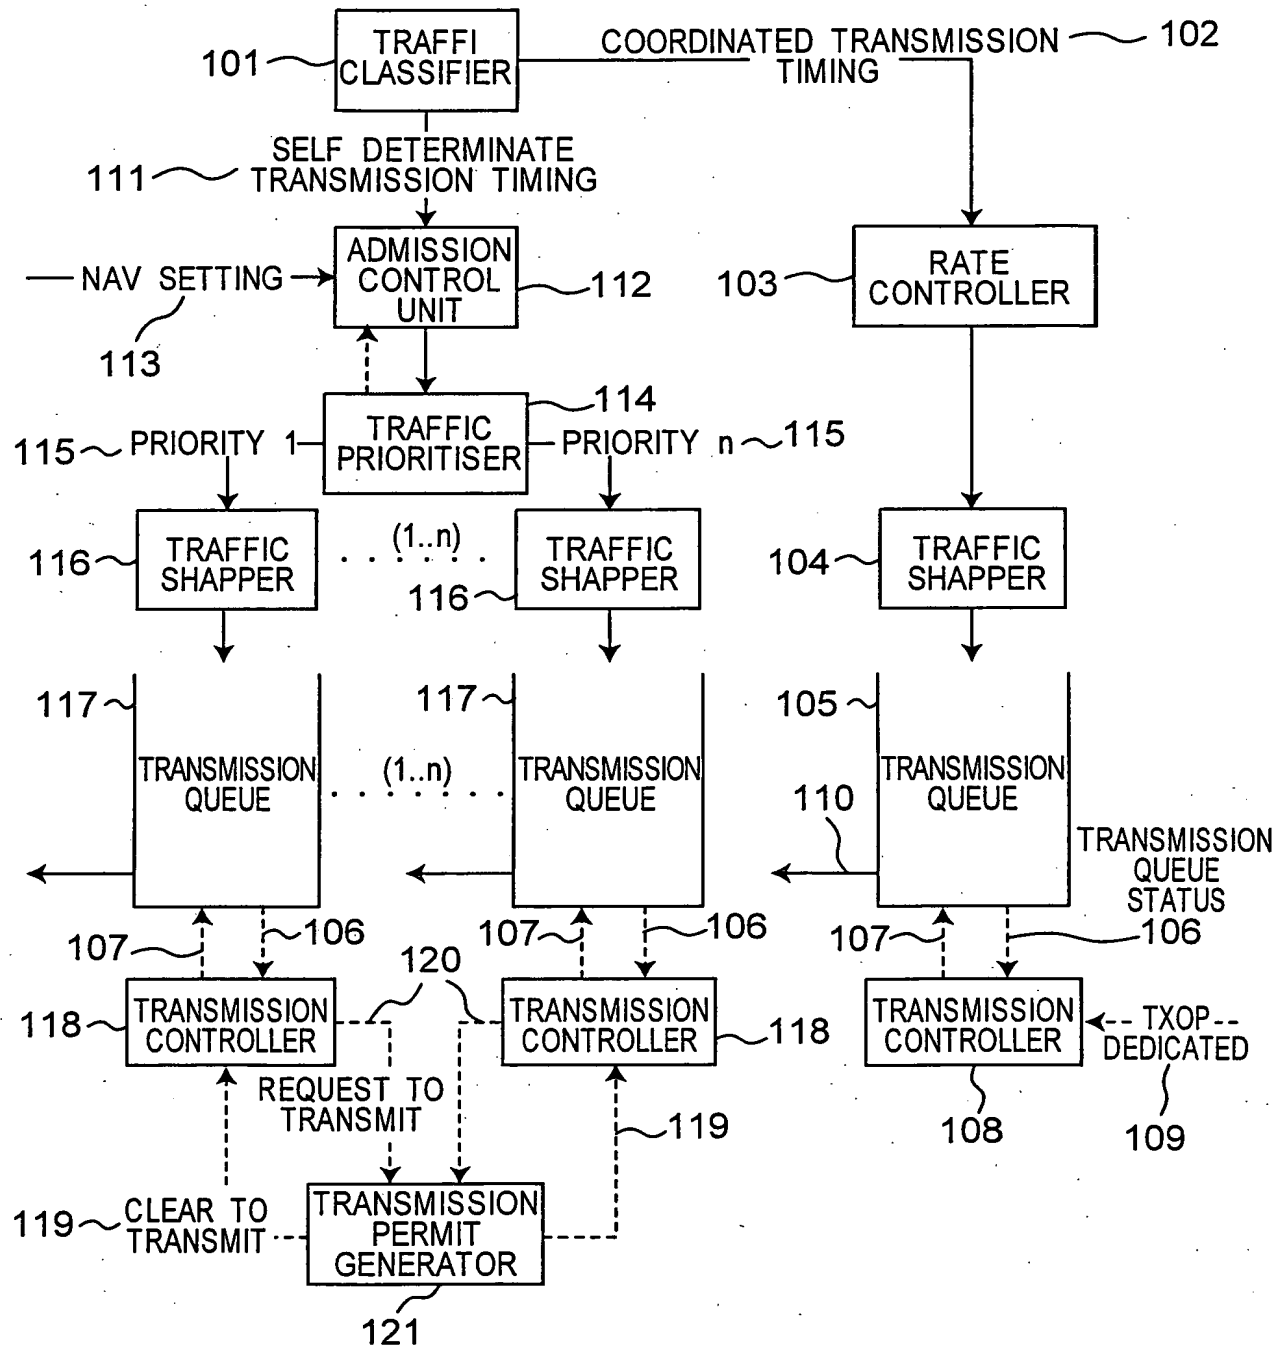 TRAFFI
CLASSIFIER
101
COORDINATED TRANSMISSION
TIMING
102
SELF DETERMINATE
TRANSMISSION TIMING
111
ADMISSION
CONTROL
UNIT
112
NAV SETTING
113
RATE
CONTROLLER
103
114
TRAFFIC
PRIORITISER
115
PRIORITY 1
PRIORITY n
115
116
TRAFFIC
SHAPPER
(1..n)
TRAFFIC
SHAPPER
116
104
TRAFFIC
SHAPPER
117
TRANSMISSION
QUEUE
(1..n)
117
TRANSMISSION
QUEUE
105
TRANSMISSION
QUEUE
110
TRANSMISSION
QUEUE
STATUS
107
106
107
106
107
106
120
118
TRANSMISSION
CONTROLLER
TRANSMISSION
CONTROLLER
118
TRANSMISSION
CONTROLLER
108
TXOP
DEDICATED
109
REQUEST TO
TRANSMIT
119
119
CLEAR TO
TRANSMIT
TRANSMISSION
PERMIT
GENERATOR
121